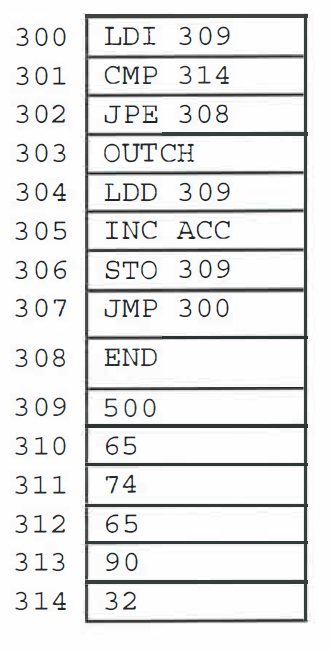 300 LDI 309
301 CMP 314
302 JPE 308
303 OUTCH
304 LDD 309
305 INC ACC
306 STO 309
307 JMP 300
308 END
309 500
310 65
311 74
312 65
313 90
314 32